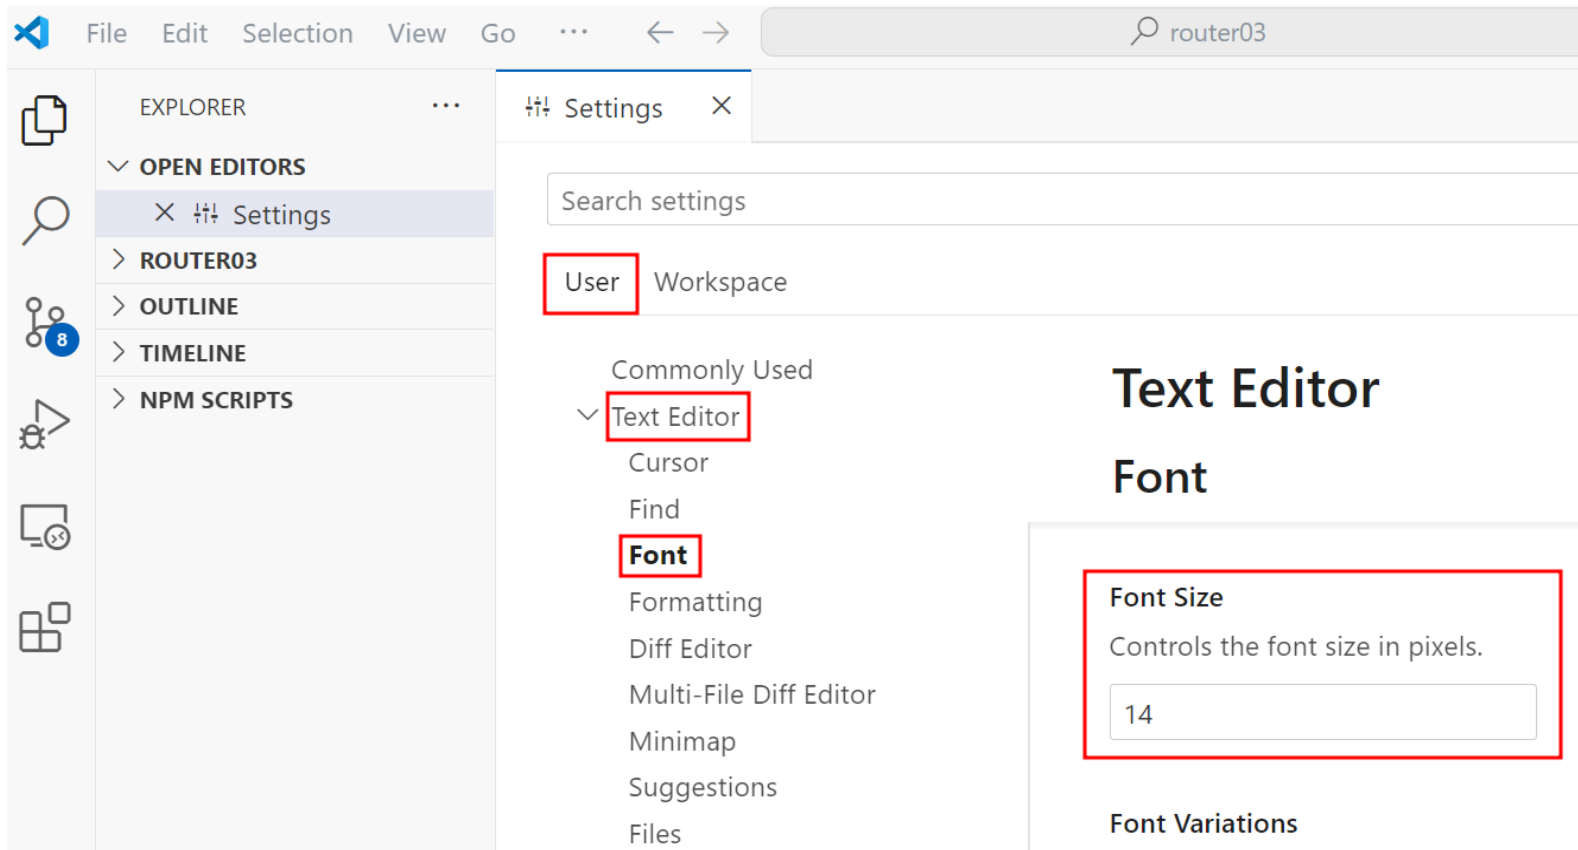 File Edit Selection View Go ··· router03
EXPLORER ···
OPEN EDITORS
Settings
ROUTER03
OUTLINE
TIMELINE
NPM SCRIPTS
8
Settings
Search settings
User Workspace
Commonly Used
Text Editor
Cursor
Find
Font
Formatting
Diff Editor
Multi-File Diff Editor
Minimap
Suggestions
Files
Text Editor
Font
Font Size
Controls the font size in pixels.
14
Font Variations